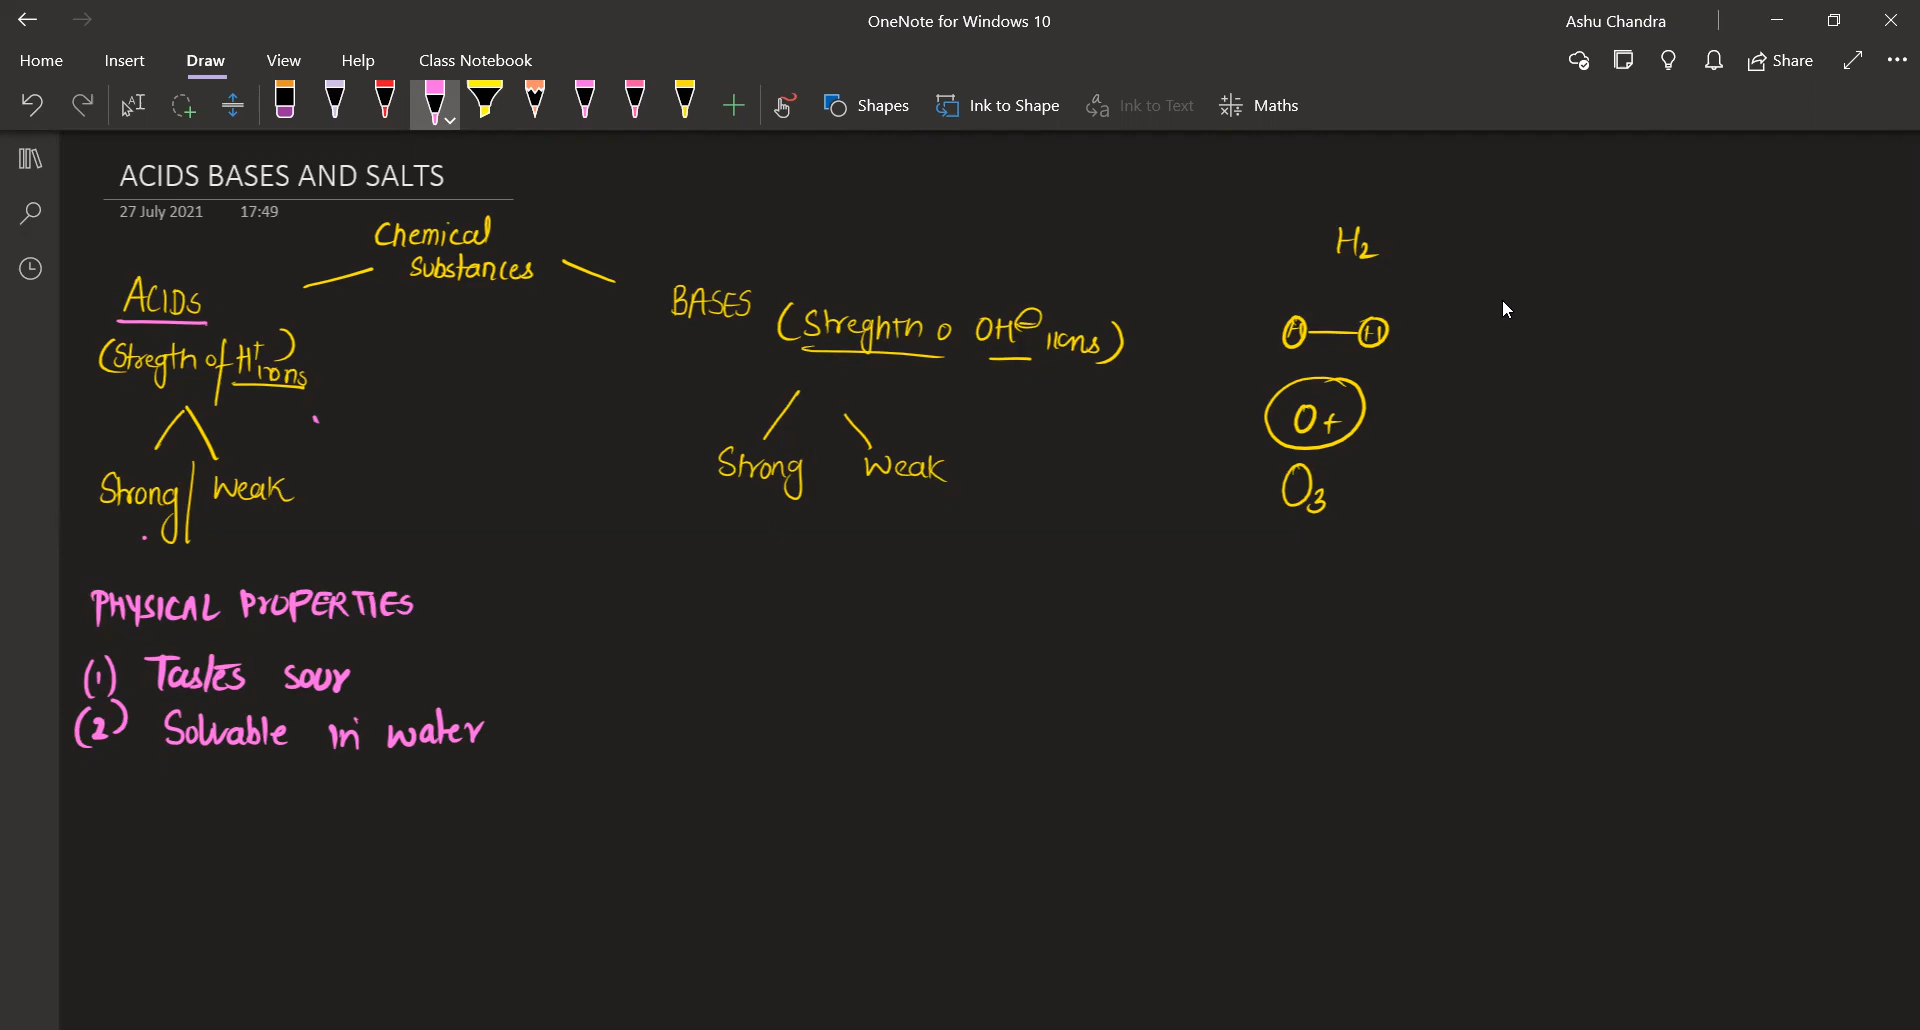 OneNote for Windows 10
Ashu Chandra
Home Insert Draw View Help Class Notebook
Share
Shapes Ink to Shape Ink to Text Maths
ACIDS BASES AND SALTS
27 July 2021 17:49
Chemical
Substances
ACIDS
(Stregth of H+
ions)
Strong Weak
BASES
(Streghtn o OH⊖ ions)
Strong Weak
H2
H—H
O+
O3
PHYSICAL PROPERTIES
(1) Tastes sour
(2) Solvable in water